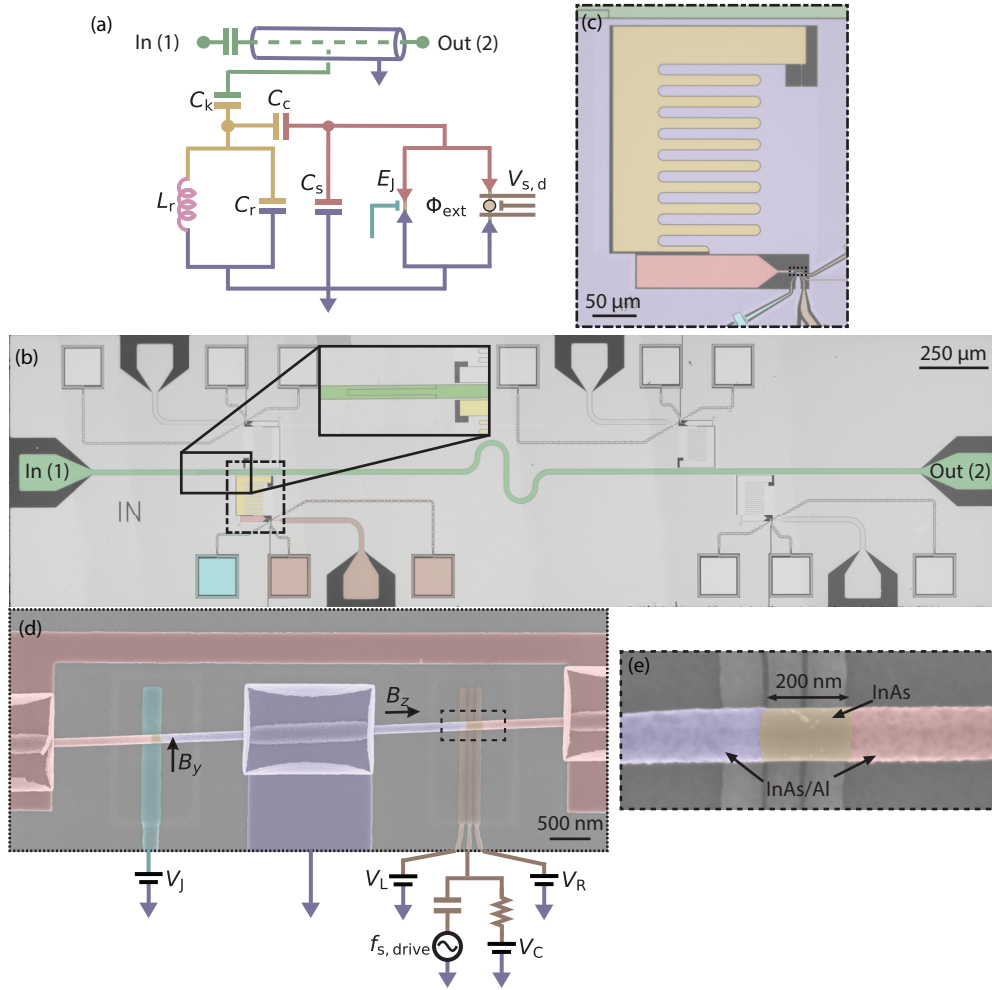 (a)
In (1)
Out (2)
C_k
C_c
L_r
C_r
C_s
E_J
Φ_ext
V_s, d
(c)
50 μm
(b)
250 μm
In (1)
Out (2)
IN
(d)
B_z
B_y
500 nm
V_J
V_L
V_R
f_s, drive
V_C
(e)
200 nm
InAs
InAs/Al